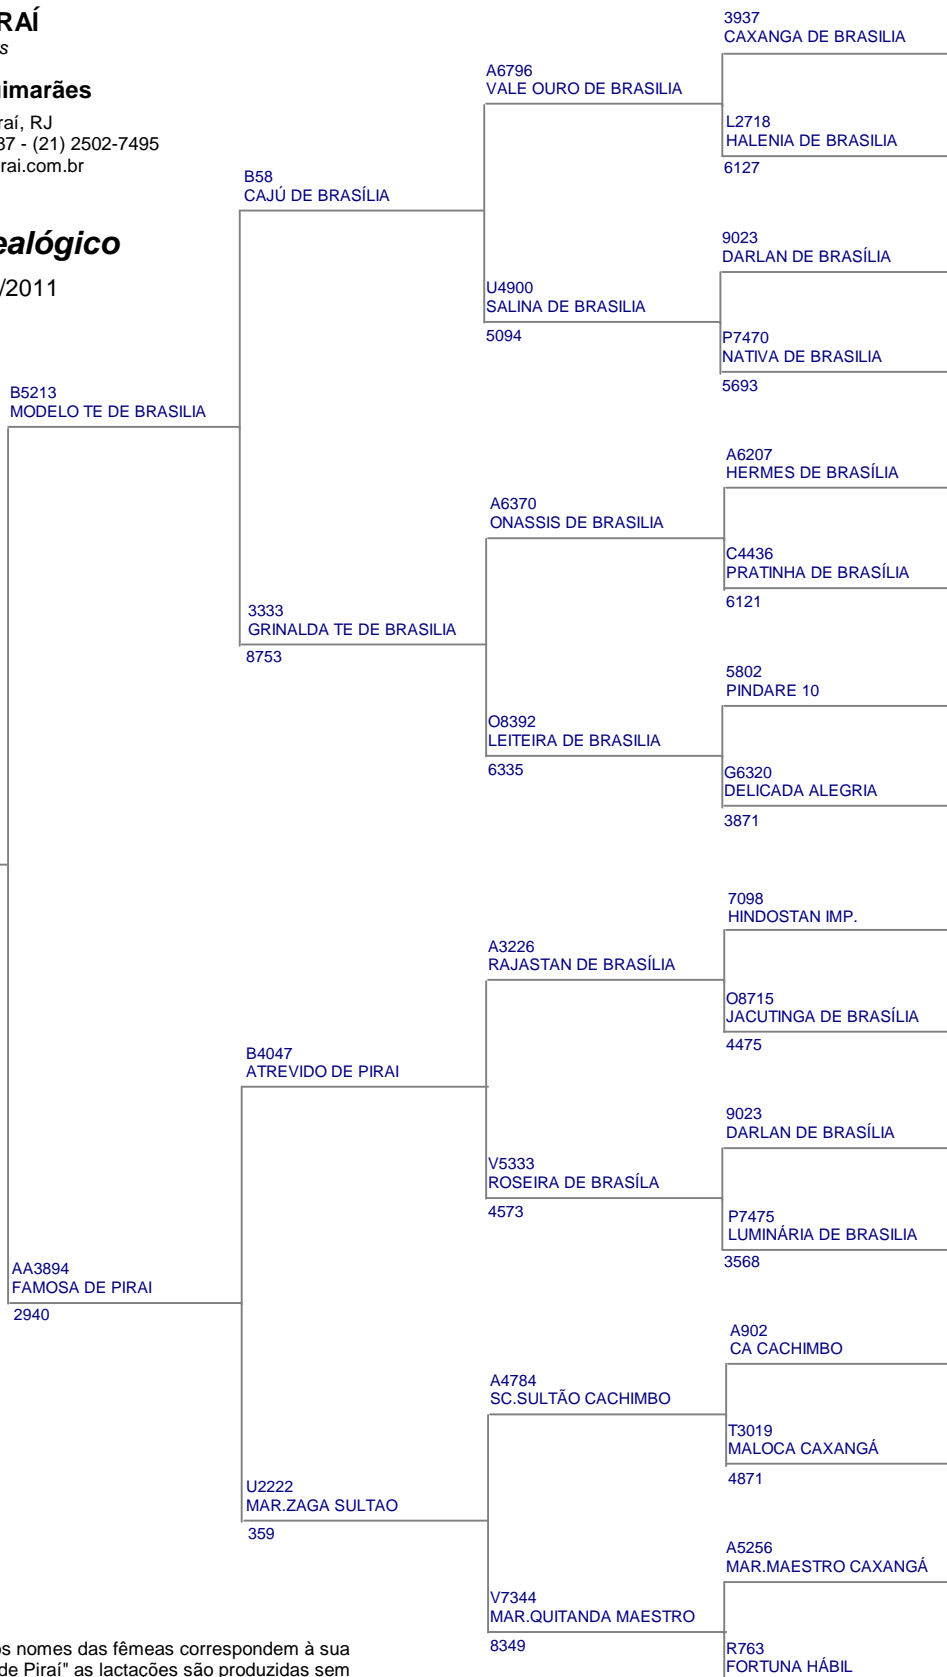 RAÍ
s
uimarães
raí, RJ
37 - (21) 2502-7495
rai.com.br
ealógico
/2011
B5213
MODELO TE DE BRASILIA
AA3894
FAMOSA DE PIRAI
2940
B58
CAJÚ DE BRASÍLIA
3333
GRINALDA TE DE BRASILIA
8753
B4047
ATREVIDO DE PIRAI
U2222
MAR.ZAGA SULTAO
359
A6796
VALE OURO DE BRASILIA
U4900
SALINA DE BRASILIA
5094
A6370
ONASSIS DE BRASILIA
O8392
LEITEIRA DE BRASILIA
6335
A3226
RAJASTAN DE BRASÍLIA
V5333
ROSEIRA DE BRASÍLA
4573
A4784
SC.SULTÃO CACHIMBO
V7344
MAR.QUITANDA MAESTRO
8349
3937
CAXANGA DE BRASILIA
L2718
HALENIA DE BRASILIA
6127
9023
DARLAN DE BRASÍLIA
P7470
NATIVA DE BRASILIA
5693
A6207
HERMES DE BRASÍLIA
C4436
PRATINHA DE BRASÍLIA
6121
5802
PINDARE 10
G6320
DELICADA ALEGRIA
3871
7098
HINDOSTAN IMP.
O8715
JACUTINGA DE BRASÍLIA
4475
9023
DARLAN DE BRASÍLIA
P7475
LUMINÁRIA DE BRASILIA
3568
A902
CA CACHIMBO
T3019
MALOCA CAXANGÁ
4871
A5256
MAR.MAESTRO CAXANGÁ
R763
FORTUNA HÁBIL
os nomes das fêmeas correspondem à sua
de Piraí" as lactações são produzidas sem